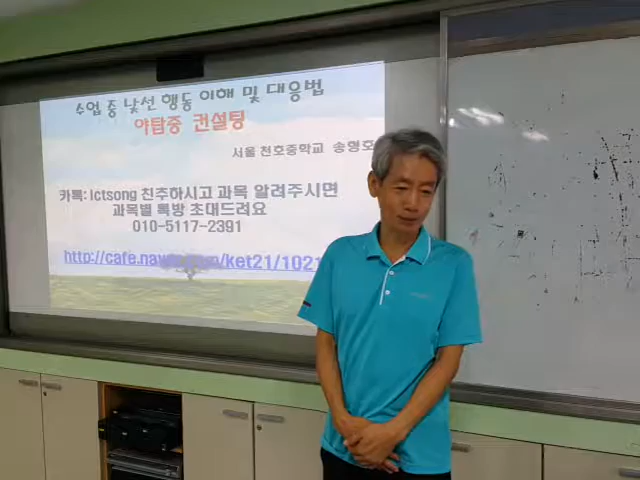 수업 중 낯선 행동 이해 및 대응법
야탑중 컨설팅
서울 천호중학교 송형호
카톡: lctsong 친추하시고 과목 알려주시면
과목별 톡방 초대드려요
010-5117-2391
http://cafe.naver.com/ket21/1021